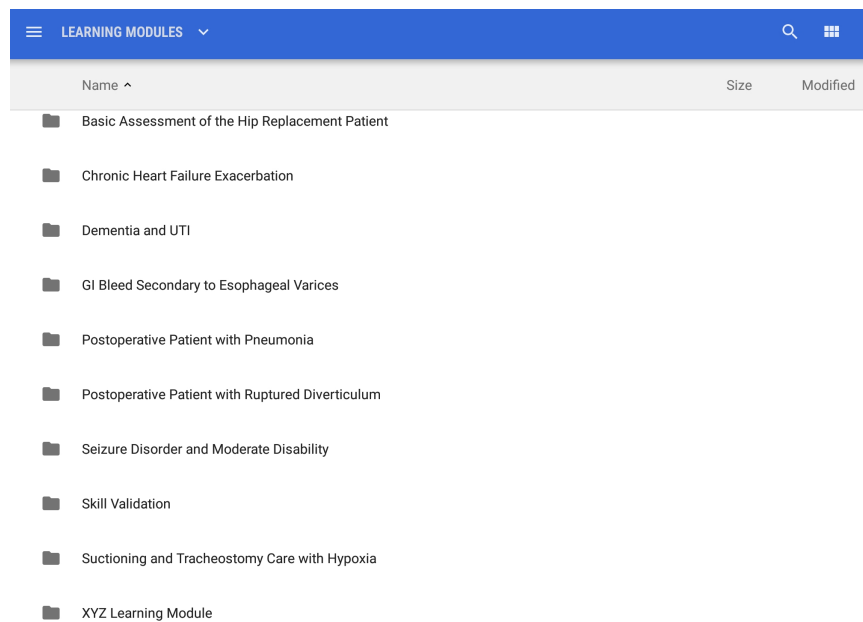 LEARNING MODULES
Name Size Modified
Basic Assessment of the Hip Replacement Patient
Chronic Heart Failure Exacerbation
Dementia and UTI
GI Bleed Secondary to Esophageal Varices
Postoperative Patient with Pneumonia
Postoperative Patient with Ruptured Diverticulum
Seizure Disorder and Moderate Disability
Skill Validation
Suctioning and Tracheostomy Care with Hypoxia
XYZ Learning Module